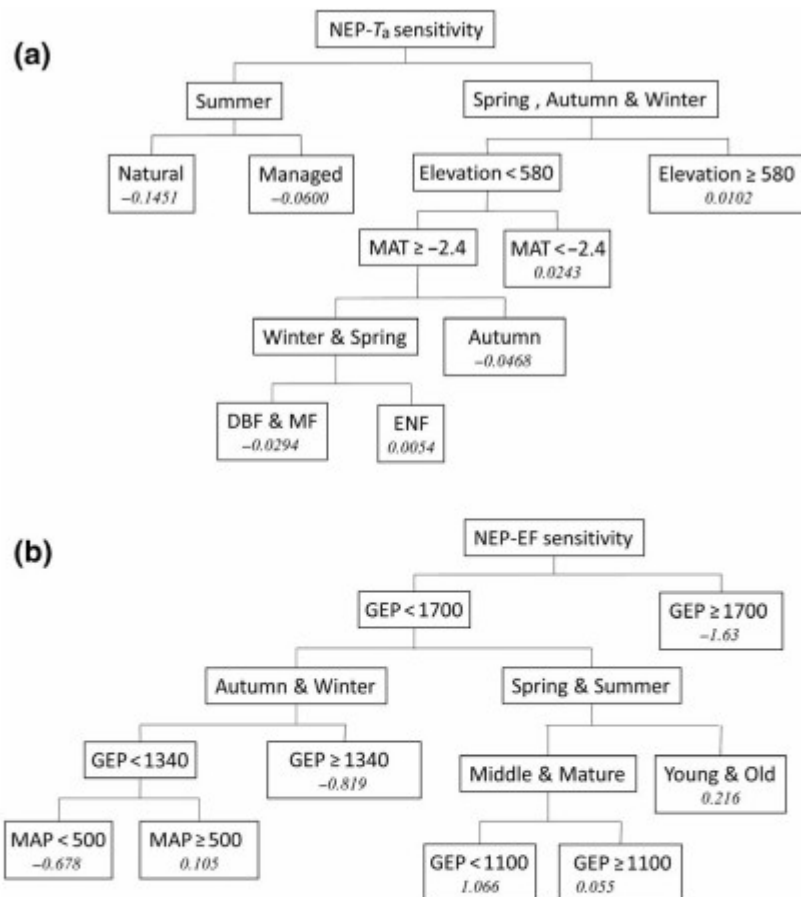 (a)
NEP-Ta sensitivity
Summer
Spring , Autumn & Winter
Natural
−0.1451
Managed
−0.0600
Elevation < 580
Elevation ≥ 580
0.0102
MAT ≥ −2.4
MAT < −2.4
0.0243
Winter & Spring
Autumn
−0.0468
DBF & MF
−0.0294
ENF
0.0054
(b)
NEP-EF sensitivity
GEP < 1700
GEP ≥ 1700
−1.63
Autumn & Winter
Spring & Summer
GEP < 1340
GEP ≥ 1340
−0.819
Middle & Mature
Young & Old
0.216
MAP < 500
−0.678
MAP ≥ 500
0.105
GEP < 1100
1.066
GEP ≥ 1100
0.055